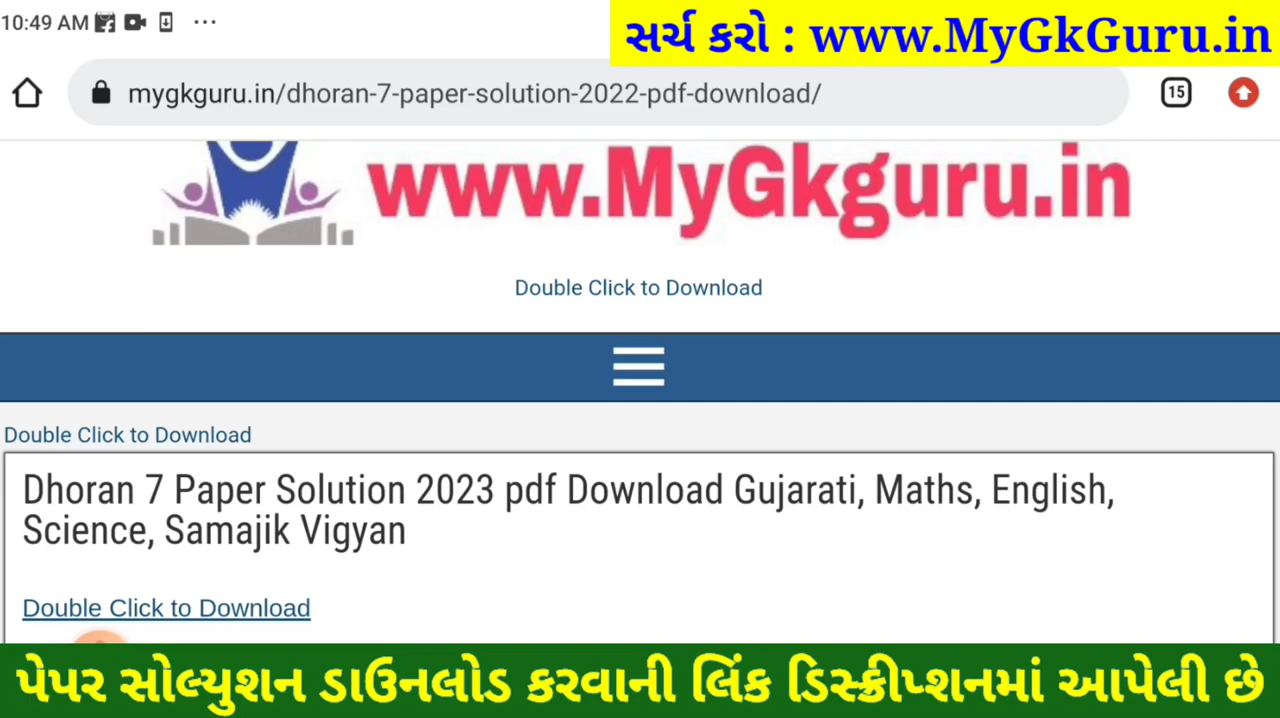 10:49 AM
સર્ચ કરો : www.MyGkGuru.in
mygkguru.in/dhoran-7-paper-solution-2022-pdf-download/
15
www.MyGkguru.in
Double Click to Download
Double Click to Download
Dhoran 7 Paper Solution 2023 pdf Download Gujarati, Maths, English,
Science, Samajik Vigyan
Double Click to Download
પેપર સોલ્યુશન ડાઉનલોડ કરવાની લિંક ડિસ્ક્રીપ્શનમાં આપેલી છે